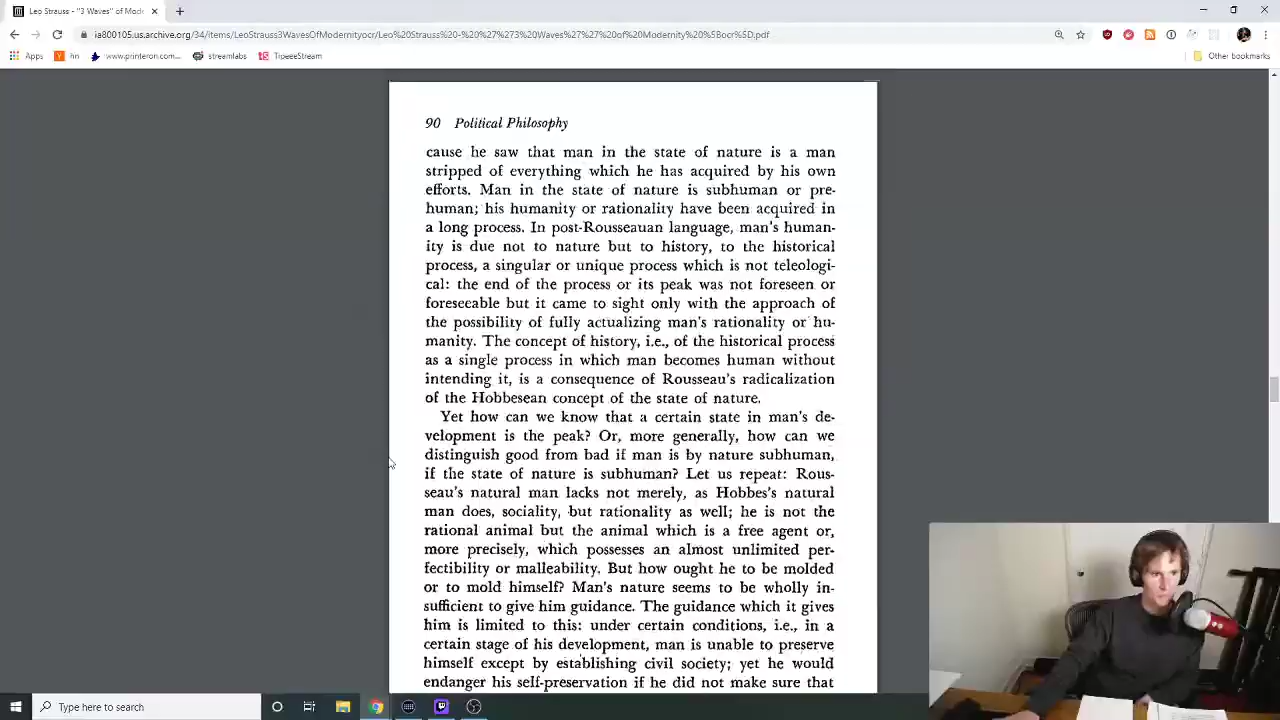 Leo Strauss - "3 Waves" of Mod
ia800105.us.archive.org/34/items/LeoStrauss3WavesOfModernityocr/Leo%20Strauss%20-%20%27%273%20Waves%27%27%20of%20Modernity%20%5Bocr%5D.pdf
Apps hn www.printeron.com... streamlabs TipeeeStream Other bookmarks
90 Political Philosophy
cause he saw that man in the state of nature is a man
stripped of everything which he has acquired by his own
efforts. Man in the state of nature is subhuman or pre-
human; his humanity or rationality have been acquired in
a long process. In post-Rousseauan language, man's human-
ity is due not to nature but to history, to the historical
process, a singular or unique process which is not teleologi-
cal: the end of the process or its peak was not foreseen or
foreseeable but it came to sight only with the approach of
the possibility of fully actualizing man's rationality or hu-
manity. The concept of history, i.e., of the historical process
as a single process in which man becomes human without
intending it, is a consequence of Rousseau's radicalization
of the Hobbesean concept of the state of nature.
Yet how can we know that a certain state in man's de-
velopment is the peak? Or, more generally, how can we
distinguish good from bad if man is by nature subhuman,
if the state of nature is subhuman? Let us repeat: Rous-
seau's natural man lacks not merely, as Hobbes's natural
man does, sociality, but rationality as well; he is not the
rational animal but the animal which is a free agent or,
more precisely, which possesses an almost unlimited per-
fectibility or malleability. But how ought he to be molded
or to mold himself? Man's nature seems to be wholly in-
sufficient to give him guidance. The guidance which it gives
him is limited to this: under certain conditions, i.e., in a
certain stage of his development, man is unable to preserve
himself except by establishing civil society; yet he would
endanger his self-preservation if he did not make sure that
Type here to search